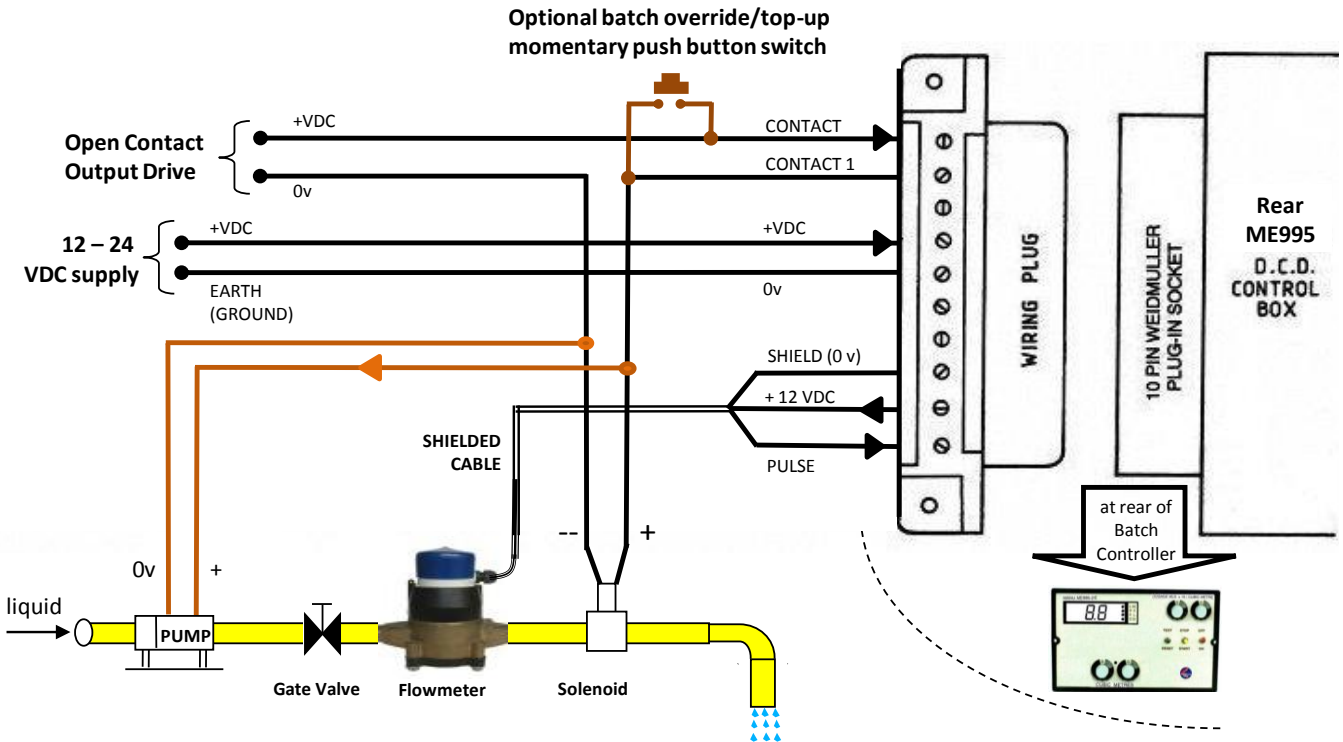 Optional batch override/top-up
momentary push button switch
Open Contact
Output Drive
+VDC
0v
CONTACT
CONTACT 1
12 – 24
VDC supply
+VDC
EARTH
(GROUND)
+VDC
0v
SHIELD (0 v)
+ 12 VDC
PULSE
SHIELDED
CABLE
WIRING PLUG
10 PIN WEIDMULLER
PLUG-IN SOCKET
Rear
ME995
D.C.D.
CONTROL
BOX
at rear of
Batch
Controller
--
+
0v
+
liquid
PUMP
Gate Valve
Flowmeter
Solenoid
88
CUBIC METRES